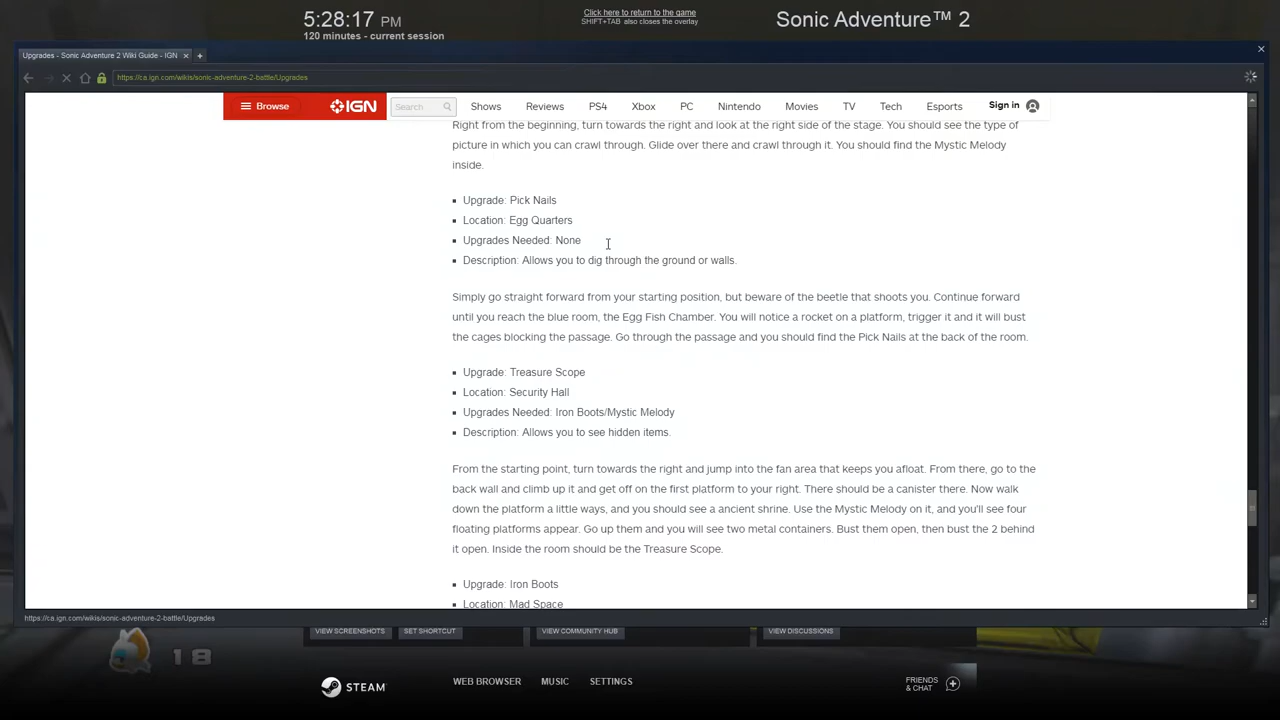 5:28:17 PM
120 minutes - current session
Click here to return to the game
SHIFT+TAB also closes the overlay
Sonic Adventure™ 2
Upgrades - Sonic Adventure 2 Wiki Guide - IGN
https://ca.ign.com/wikis/sonic-adventure-2-battle/Upgrades
Browse
IGN
Search
Shows
Reviews
PS4
Xbox
PC
Nintendo
Movies
TV
Tech
Esports
Sign in
Right from the beginning, turn towards the right and look at the right side of the stage. You should see the type of
picture in which you can crawl through. Glide over there and crawl through it. You should find the Mystic Melody
inside.
Upgrade: Pick Nails
Location: Egg Quarters
Upgrades Needed: None
Description: Allows you to dig through the ground or walls.
Simply go straight forward from your starting position, but beware of the beetle that shoots you. Continue forward
until you reach the blue room, the Egg Fish Chamber. You will notice a rocket on a platform, trigger it and it will bust
the cages blocking the passage. Go through the passage and you should find the Pick Nails at the back of the room.
Upgrade: Treasure Scope
Location: Security Hall
Upgrades Needed: Iron Boots/Mystic Melody
Description: Allows you to see hidden items.
From the starting point, turn towards the right and jump into the fan area that keeps you afloat. From there, go to the
back wall and climb up it and get off on the first platform to your right. There should be a canister there. Now walk
down the platform a little ways, and you should see a ancient shrine. Use the Mystic Melody on it, and you'll see four
floating platforms appear. Go up them and you will see two metal containers. Bust them open, then bust the 2 behind
it open. Inside the room should be the Treasure Scope.
Upgrade: Iron Boots
Location: Mad Space
https://ca.ign.com/wikis/sonic-adventure-2-battle/Upgrades
VIEW SCREENSHOTS
SET SHORTCUT
VIEW COMMUNITY HUB
VIEW DISCUSSIONS
18
STEAM
WEB BROWSER
MUSIC
SETTINGS
FRIENDS
& CHAT